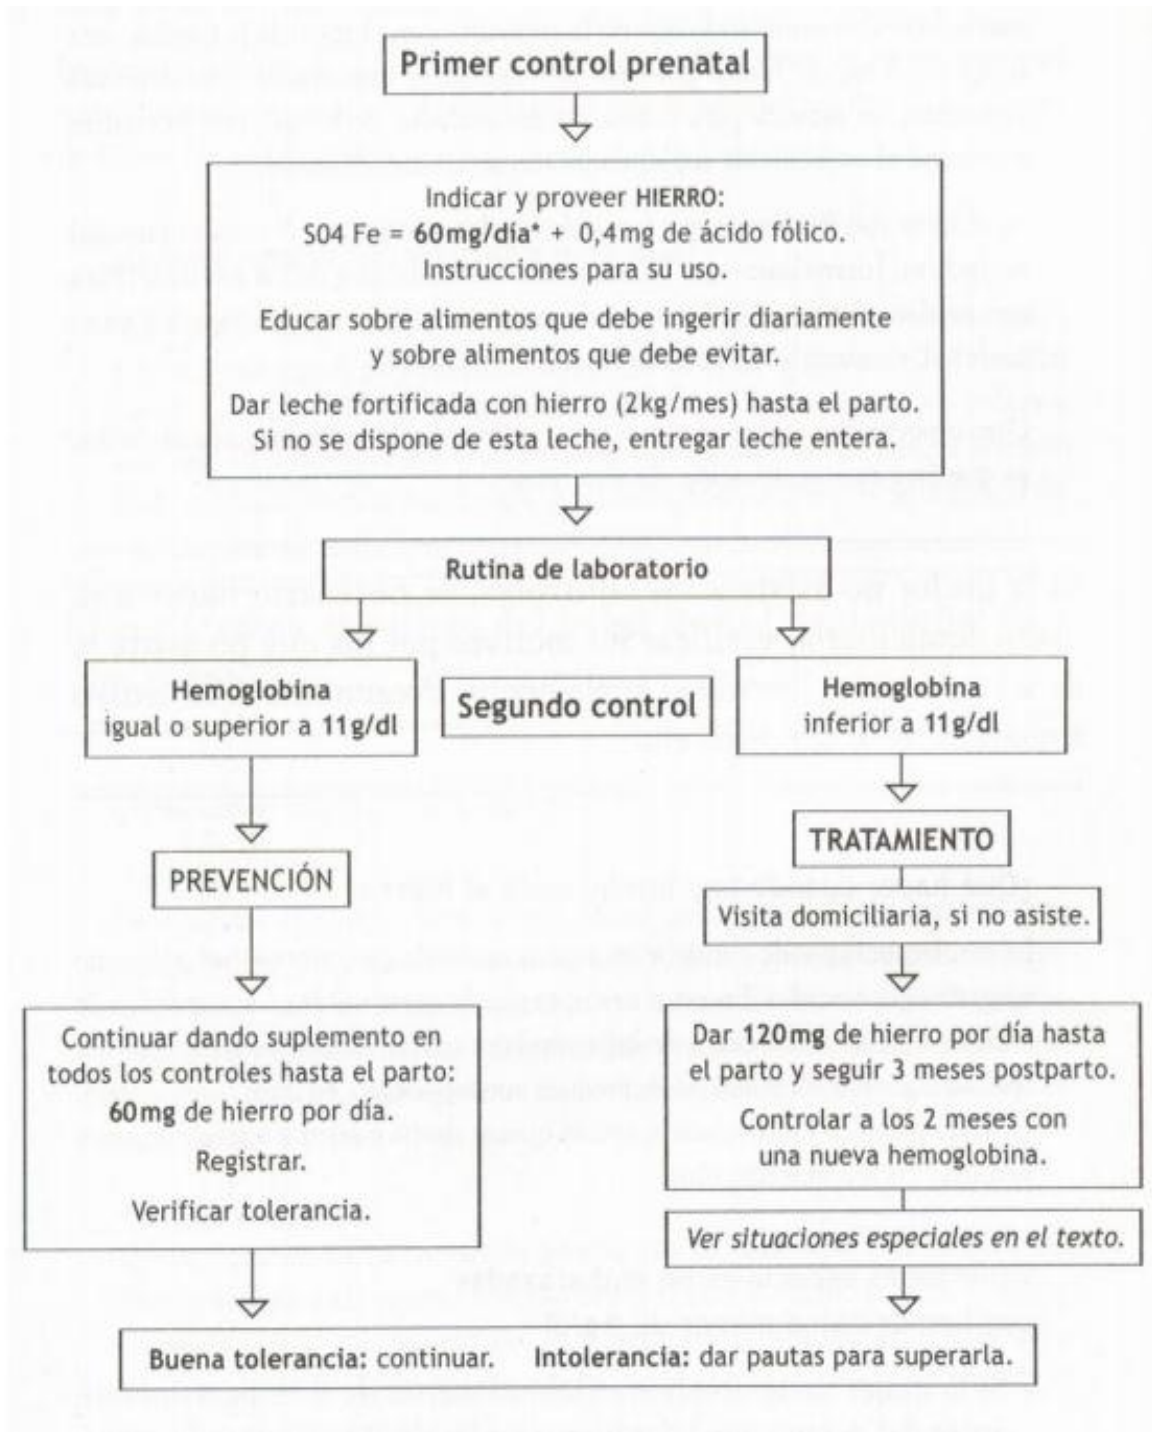 Primer control prenatal
Indicar y proveer HIERRO:
S04 Fe = 60mg/día* + 0,4mg de ácido fólico.
Instrucciones para su uso.
Educar sobre alimentos que debe ingerir diariamente
y sobre alimentos que debe evitar.
Dar leche fortificada con hierro (2kg/mes) hasta el parto.
Si no se dispone de esta leche, entregar leche entera.
Rutina de laboratorio
Hemoglobina
igual o superior a 11g/dl
Segundo control
Hemoglobina
inferior a 11g/dl
PREVENCIÓN
TRATAMIENTO
Visita domiciliaria, si no asiste.
Continuar dando suplemento en
todos los controles hasta el parto:
60mg de hierro por día.
Registrar.
Verificar tolerancia.
Dar 120mg de hierro por día hasta
el parto y seguir 3 meses postparto.
Controlar a los 2 meses con
una nueva hemoglobina.
Ver situaciones especiales en el texto.
Buena tolerancia: continuar. Intolerancia: dar pautas para superarla.